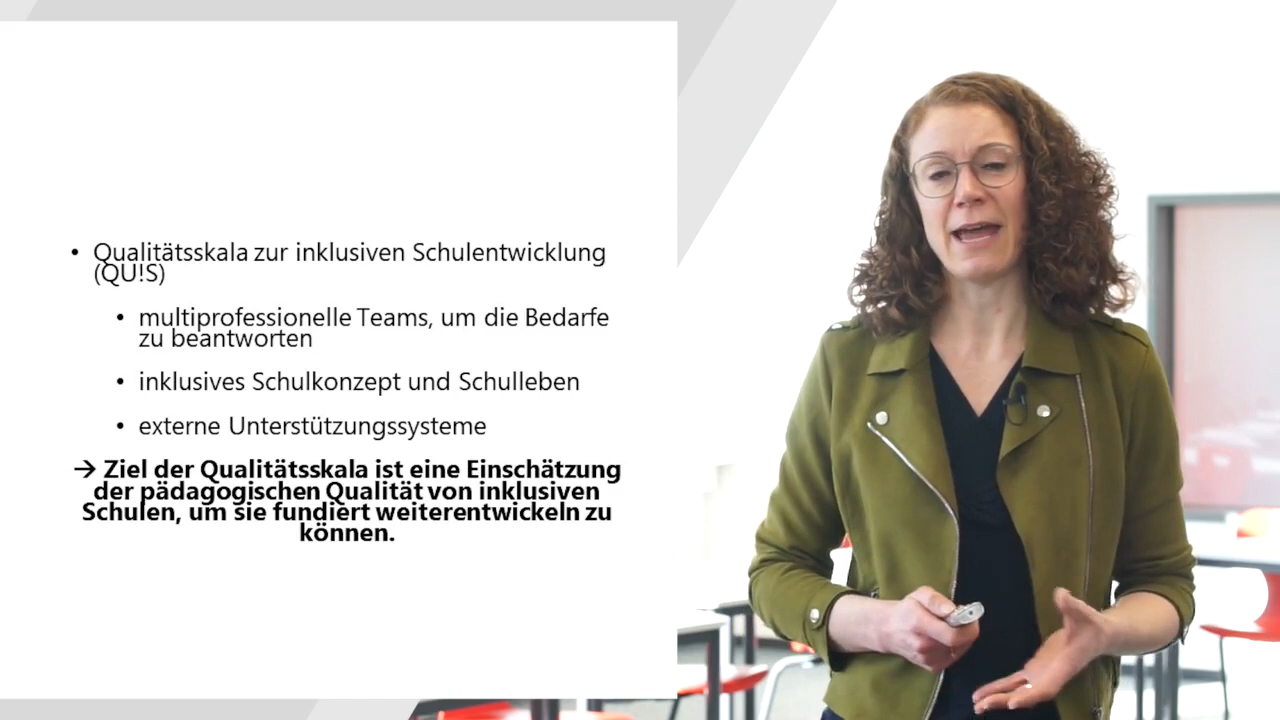 • Qualitätsskala zur inklusiven Schulentwicklung
(QU!S)
• multiprofessionelle Teams, um die Bedarfe
zu beantworten
• inklusives Schulkonzept und Schulleben
• externe Unterstützungssysteme
→ Ziel der Qualitätsskala ist eine Einschätzung
der pädagogischen Qualität von inklusiven
Schulen, um sie fundiert weiterentwickeln zu
können.